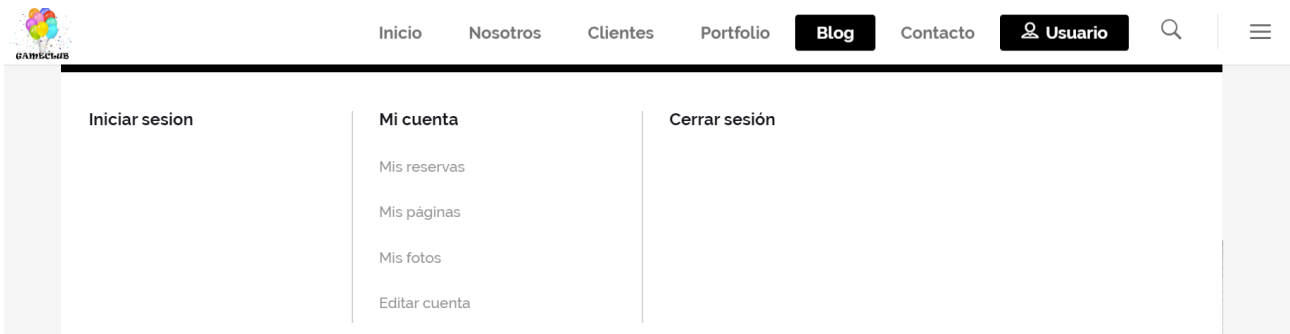 GAMECLUB
Inicio Nosotros Clientes Portfolio Blog Contacto Usuario
Iniciar sesion Mi cuenta Cerrar sesión
Mis reservas
Mis páginas
Mis fotos
Editar cuenta